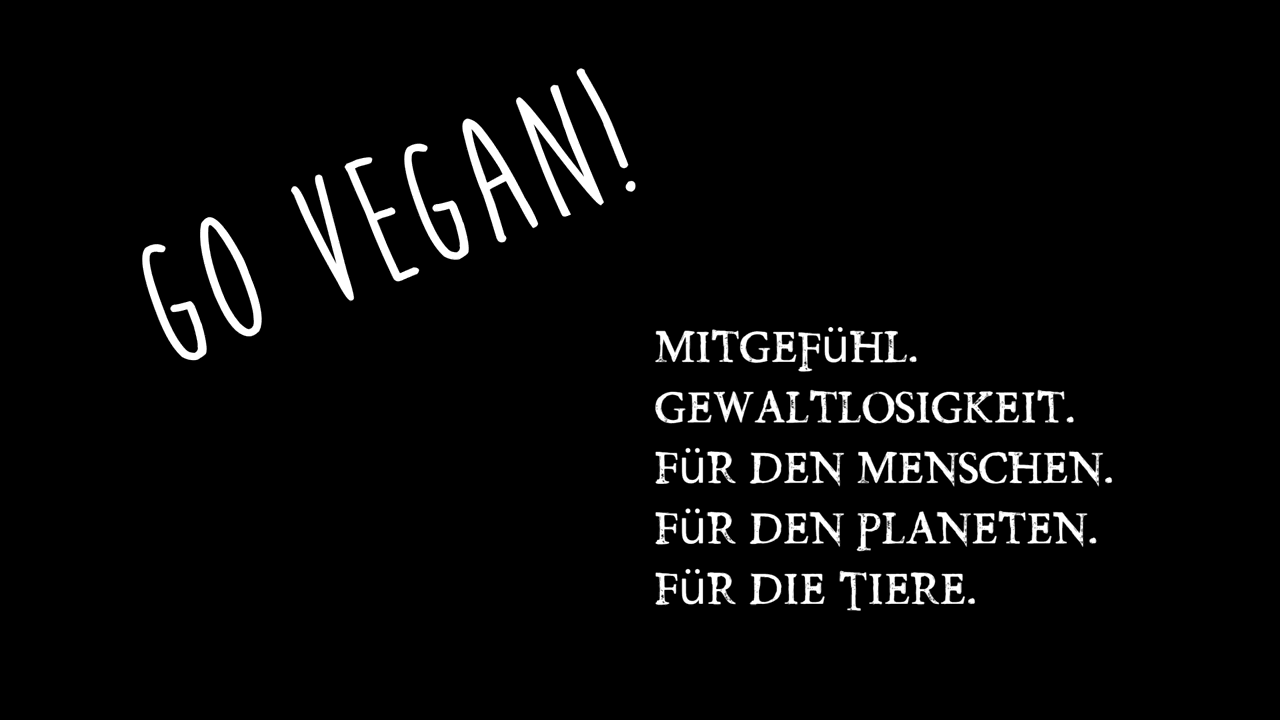 GO VEGAN!
MITGEFÜHL.
GEWALTLOSIGKEIT.
FÜR DEN MENSCHEN.
FÜR DEN PLANETEN.
FÜR DIE TIERE.